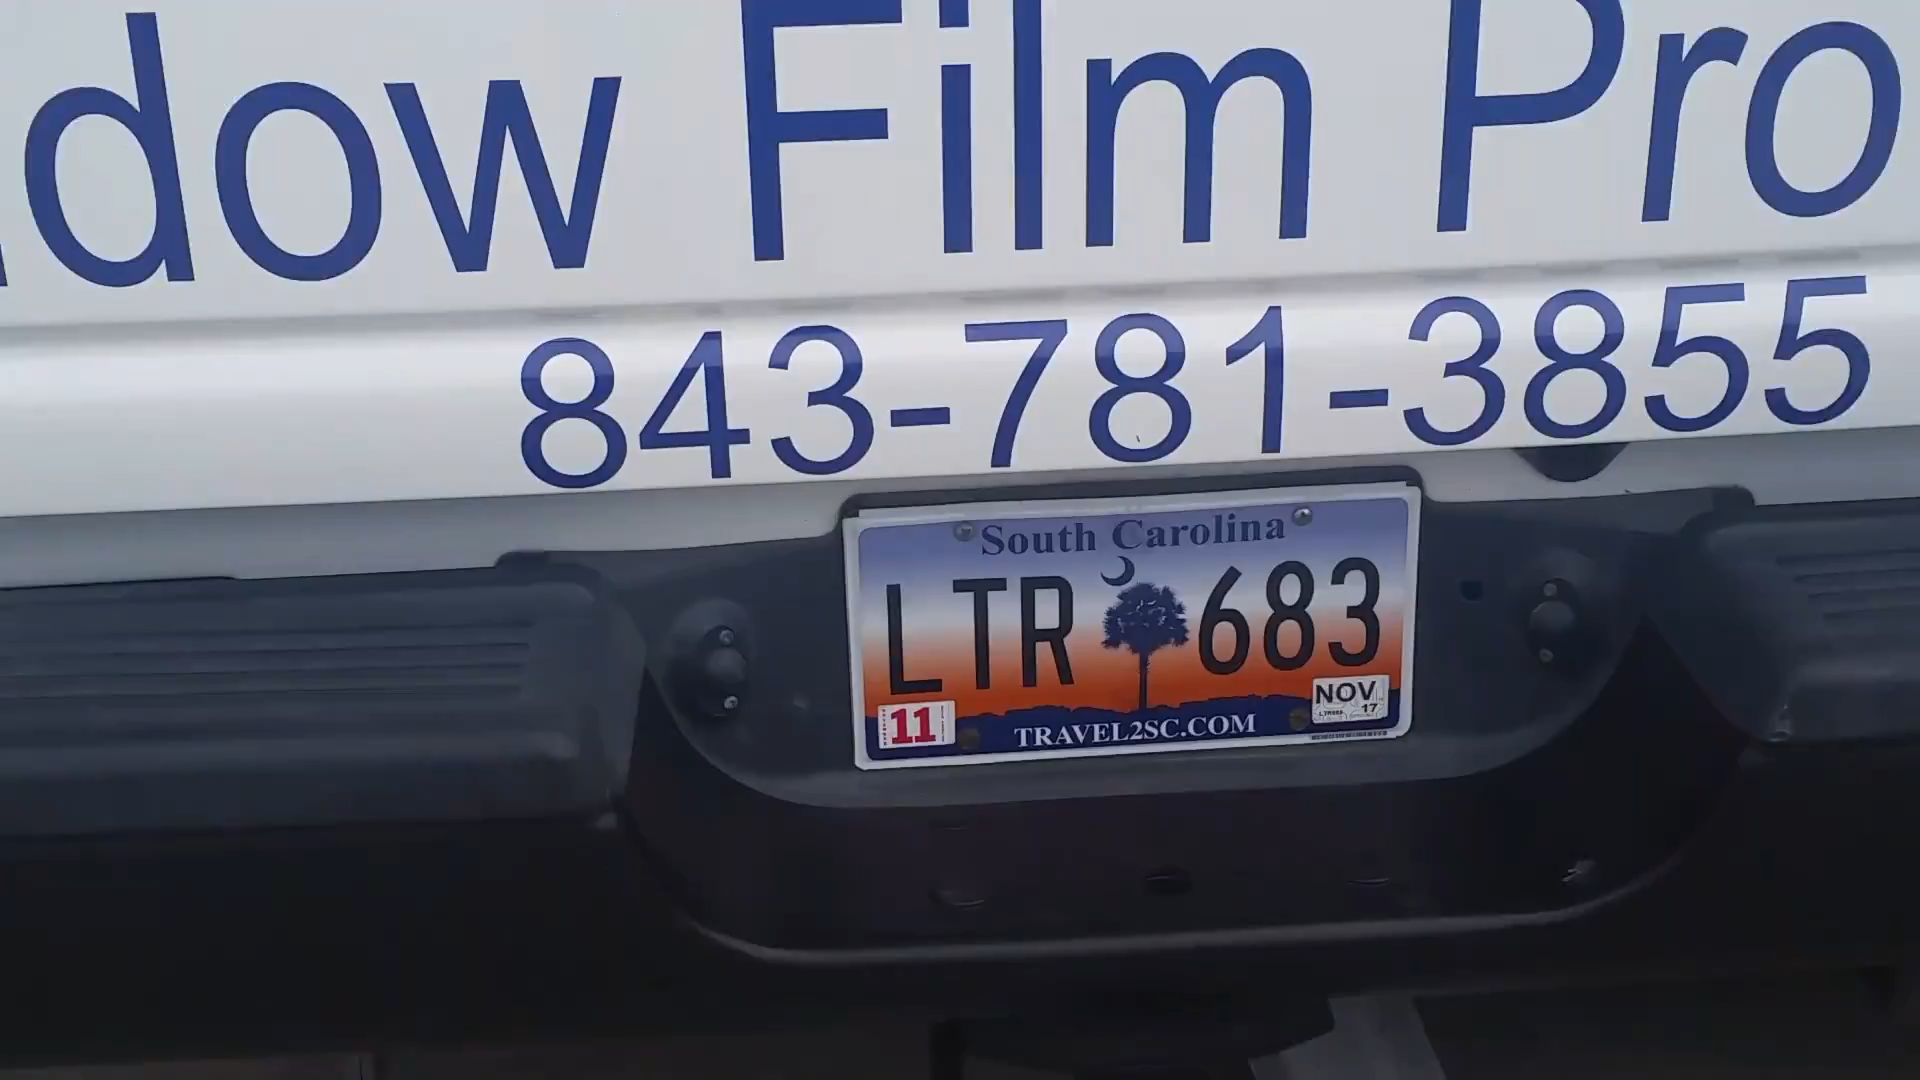 dow Film Pro
843-781-3855
South Carolina
LTR 683
11
NOV
17
TRAVEL2SC.COM